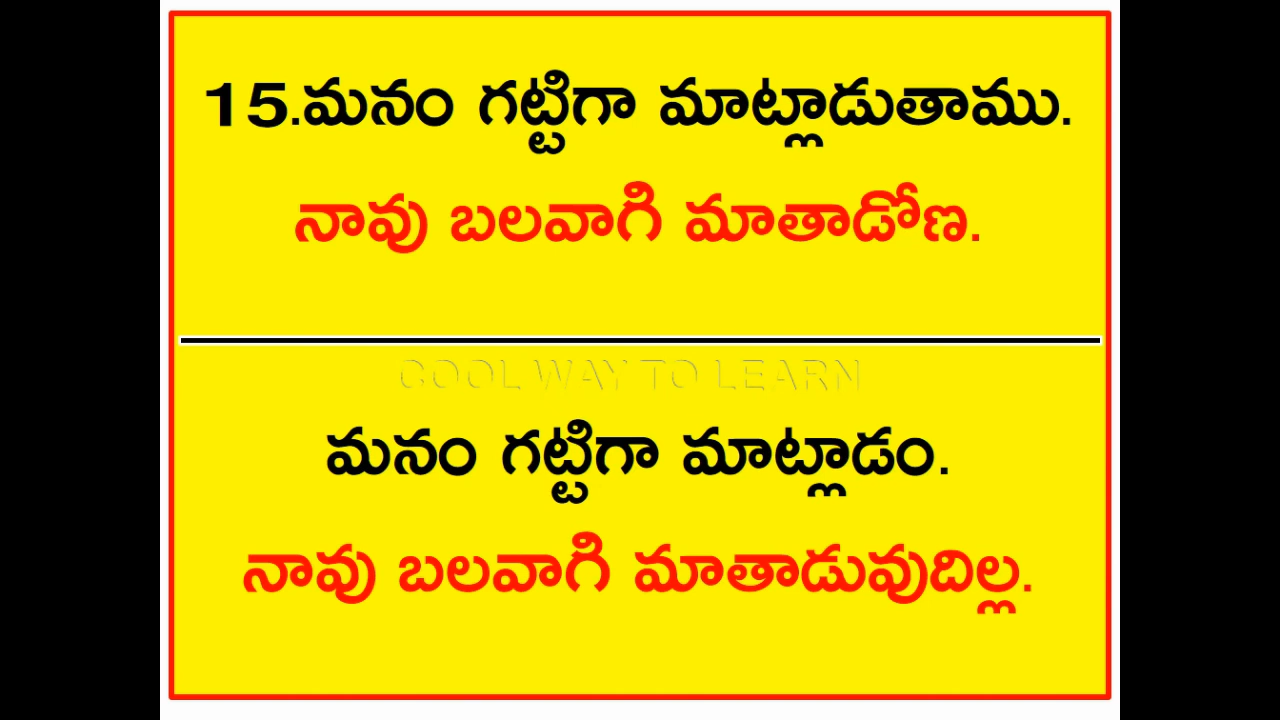 15.మనం గట్టిగా మాట్లాడుతాము.
నావు బలవాగి మాతాడోణ.
COOL WAY TO LEARN
మనం గట్టిగా మాట్లాడం.
నావు బలవాగి మాతాడువుదిల్ల.